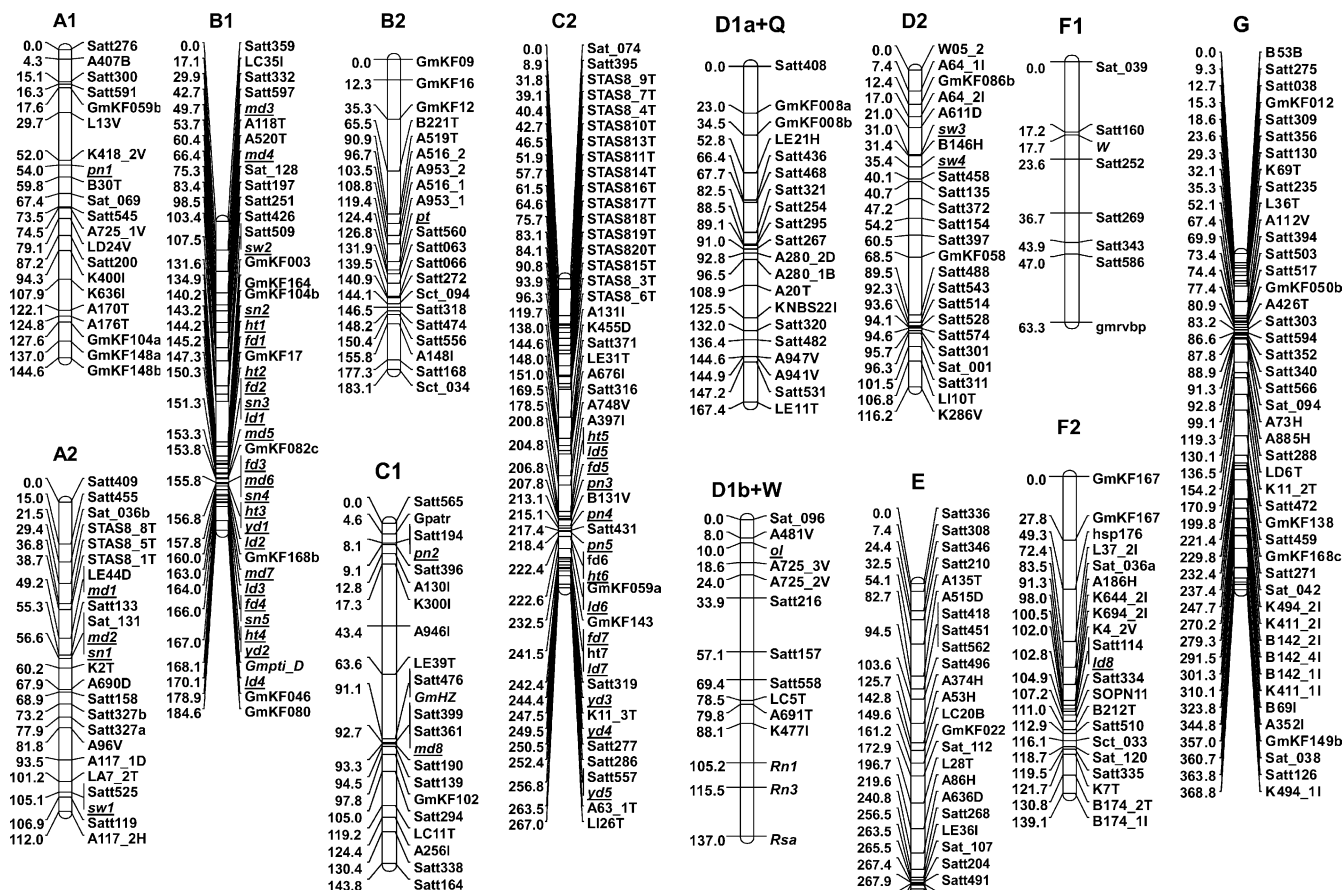 A1
0.0 Satt276
4.3 A407B
15.1 Satt300
16.3 Satt591
17.6 GmKF059b
29.7 L13V
52.0 K418_2V
54.0 pn1
59.8 B30T
67.4 Sat_069
73.5 Satt545
74.5 A725_1V
79.1 LD24V
87.2 Satt200
94.3 K400I
107.9 K636I
122.1 A170T
124.8 A176T
127.6 GmKF104a
137.0 GmKF148a
144.6 GmKF148b
A2
0.0 Satt409
15.0 Satt455
21.5 Sat_036b
29.4 STAS8_8T
36.8 STAS8_5T
38.7 STAS8_1T
LE44D
49.2 md1
55.3 Satt133
Sat_131
56.6 md2
sn1
60.2 K2T
67.9 A690D
68.9 Satt158
73.2 Satt327b
77.9 Satt327a
81.8 A96V
93.5 A117_1D
101.2 LA7_2T
105.1 Satt525
sw1
106.9 Satt119
112.0 A117_2H
B1
0.0 Satt359
17.1 LC35I
29.9 Satt332
42.7 Satt597
49.7 md3
53.7 A118T
60.4 A520T
66.4 md4
75.3 Sat_128
83.4 Satt197
98.5 Satt251
103.4 Satt426
107.5 Satt509
sw2
131.6 GmKF003
134.9 GmKF164
140.2 GmKF104b
143.2 sn2
144.2 ht1
145.2 fd1
147.3 GmKF17
150.3 ht2
fd2
151.3 sn3
ld1
153.3 md5
153.8 GmKF082c
fd3
155.8 md6
sn4
ht3
156.8 yd1
157.8 ld2
160.0 GmKF168b
163.0 md7
164.0 ld3
fd4
166.0 sn5
ht4
167.0 yd2
168.1 Gmpti_D
170.1 ld4
178.9 GmKF046
184.6 GmKF080
B2
0.0 GmKF09
12.3 GmKF16
35.3 GmKF12
65.5 B221T
90.9 A519T
96.7 A516_2
103.5 A953_2
108.8 A516_1
119.4 A953_1
124.4 pt
126.8 Satt560
131.9 Satt063
139.5 Satt066
140.9 Satt272
144.1 Sct_094
146.5 Satt318
148.2 Satt474
150.4 Satt556
155.8 A148I
177.3 Satt168
183.1 Sct_034
C1
0.0 Satt565
4.6 Gpatr
Satt194
8.1 pn2
9.1 Satt396
12.8 A130I
17.3 K300I
43.4 A946I
63.6 LE39T
Satt476
91.1 GmHZ
Satt399
92.7 Satt361
md8
93.3 Satt190
94.5 Satt139
97.8 GmKF102
105.0 Satt294
119.2 LC11T
124.4 A256I
130.4 Satt338
143.8 Satt164
C2
0.0 Sat_074
8.9 Satt395
31.8 STAS8_9T
39.1 STAS8_7T
40.4 STAS8_4T
42.7 STAS810T
46.5 STAS813T
51.9 STAS811T
57.7 STAS814T
61.5 STAS816T
64.6 STAS817T
75.7 STAS818T
83.1 STAS819T
84.1 STAS820T
90.8 STAS815T
93.9 STAS8_3T
96.3 STAS8_6T
119.7 A131I
138.0 K455D
144.6 Satt371
148.0 LE31T
151.0 A676I
169.5 Satt316
178.5 A748V
200.8 A397I
ht5
204.8 ld5
206.8 fd5
207.8 pn3
213.1 B131V
215.1 pn4
217.4 Satt431
218.4 pn5
fd6
222.4 ht6
222.6 GmKF059a
ld6
232.5 GmKF143
fd7
241.5 ht7
ld7
242.4 Satt319
244.4 yd3
247.5 K11_3T
249.5 yd4
250.5 Satt277
252.4 Satt286
Satt557
256.8 yd5
263.5 A63_1T
267.0 LI26T
D1a+Q
0.0 Satt408
23.0 GmKF008a
34.5 GmKF008b
52.8 LE21H
66.4 Satt436
67.7 Satt468
82.5 Satt321
88.5 Satt254
89.1 Satt295
91.0 Satt267
92.8 A280_2D
96.5 A280_1B
108.9 A20T
125.5 KNBS22I
132.0 Satt320
136.4 Satt482
144.6 A947V
144.9 A941V
147.2 Satt531
167.4 LE11T
D1b+W
0.0 Sat_096
8.0 A481V
10.0 ol
18.6 A725_3V
24.0 A725_2V
33.9 Satt216
57.1 Satt157
69.4 Satt558
78.5 LC5T
79.8 A691T
88.1 K477I
105.2 Rn1
115.5 Rn3
137.0 Rsa
D2
0.0 W05_2
7.4 A64_1I
12.4 GmKF086b
17.0 A64_2I
21.0 A611D
31.0 sw3
31.4 B146H
35.4 sw4
40.1 Satt458
40.7 Satt135
47.2 Satt372
54.2 Satt154
60.5 Satt397
68.5 GmKF058
89.5 Satt488
92.3 Satt543
93.6 Satt514
94.1 Satt528
94.6 Satt574
95.7 Satt301
96.3 Sat_001
101.5 Satt311
106.8 LI10T
116.2 K286V
E
0.0 Satt336
7.4 Satt308
24.4 Satt346
32.5 Satt210
54.1 A135T
82.7 A515D
Satt418
94.5 Satt451
Satt562
103.6 Satt496
125.7 A374H
142.8 A53H
149.6 LC20B
161.2 GmKF022
172.9 Sat_112
196.7 L28T
219.6 A86H
240.8 A636D
256.5 Satt268
263.5 LE36I
265.5 Sat_107
267.4 Satt204
267.9 Satt491
F1
0.0 Sat_039
17.2 Satt160
17.7 W
23.6 Satt252
36.7 Satt269
43.9 Satt343
47.0 Satt586
63.3 gmrvbp
F2
0.0 GmKF167
27.8 GmKF167
49.3 hsp176
72.4 L37_2I
83.5 Sat_036a
91.3 A186H
98.0 K644_2I
100.5 K694_2I
102.0 K4_2V
102.8 Satt114
ld8
104.9 Satt334
107.2 SOPN11
111.0 B212T
112.9 Satt510
116.1 Sct_033
118.7 Sat_120
119.5 Satt335
121.7 K7T
130.8 B174_2T
139.1 B174_1I
G
0.0 B53B
9.3 Satt275
12.7 Satt038
15.3 GmKF012
18.6 Satt309
23.6 Satt356
29.3 Satt130
32.1 K69T
35.3 Satt235
52.1 L36T
67.4 A112V
69.9 Satt394
73.4 Satt503
74.4 Satt517
77.4 GmKF050b
80.9 A426T
83.2 Satt303
86.6 Satt594
87.8 Satt352
88.9 Satt340
91.3 Satt566
92.8 Sat_094
99.1 A73H
119.3 A885H
130.1 Satt288
136.5 LD6T
154.2 K11_2T
170.9 Satt472
199.8 GmKF138
221.4 Satt459
229.8 GmKF168c
232.4 Satt271
237.4 Sat_042
247.7 K494_2I
270.2 K411_2I
279.3 B142_2I
291.5 B142_4I
301.3 B142_1I
310.1 K411_1I
323.8 B69I
344.8 A352I
357.0 GmKF149b
360.7 Sat_038
363.8 Satt126
368.8 K494_1I